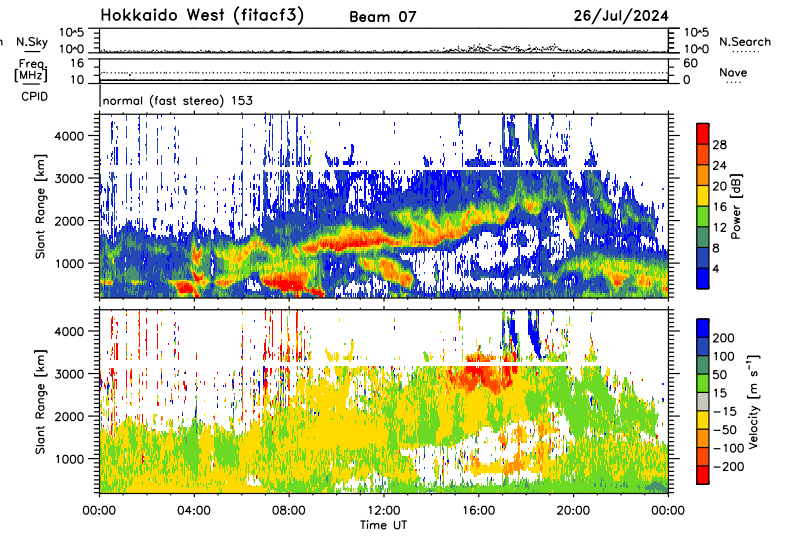 Hokkaido West (fitacf3) Beam 07 26/Jul/2024
N.Sky 10^5 10^0 10^5 10^0 N.Search
Freq. [MHz] 16 10 60 0 Nave
CPID normal (fast stereo) 153
Slant Range [km] 4000 3000 2000 1000
28 24 20 16 12 8 4 Power [dB]
Slant Range [km] 4000 3000 2000 1000
200 100 50 15 -15 -50 -100 -200 Velocity [m s⁻¹]
00:00 04:00 08:00 12:00 16:00 20:00 00:00
Time UT